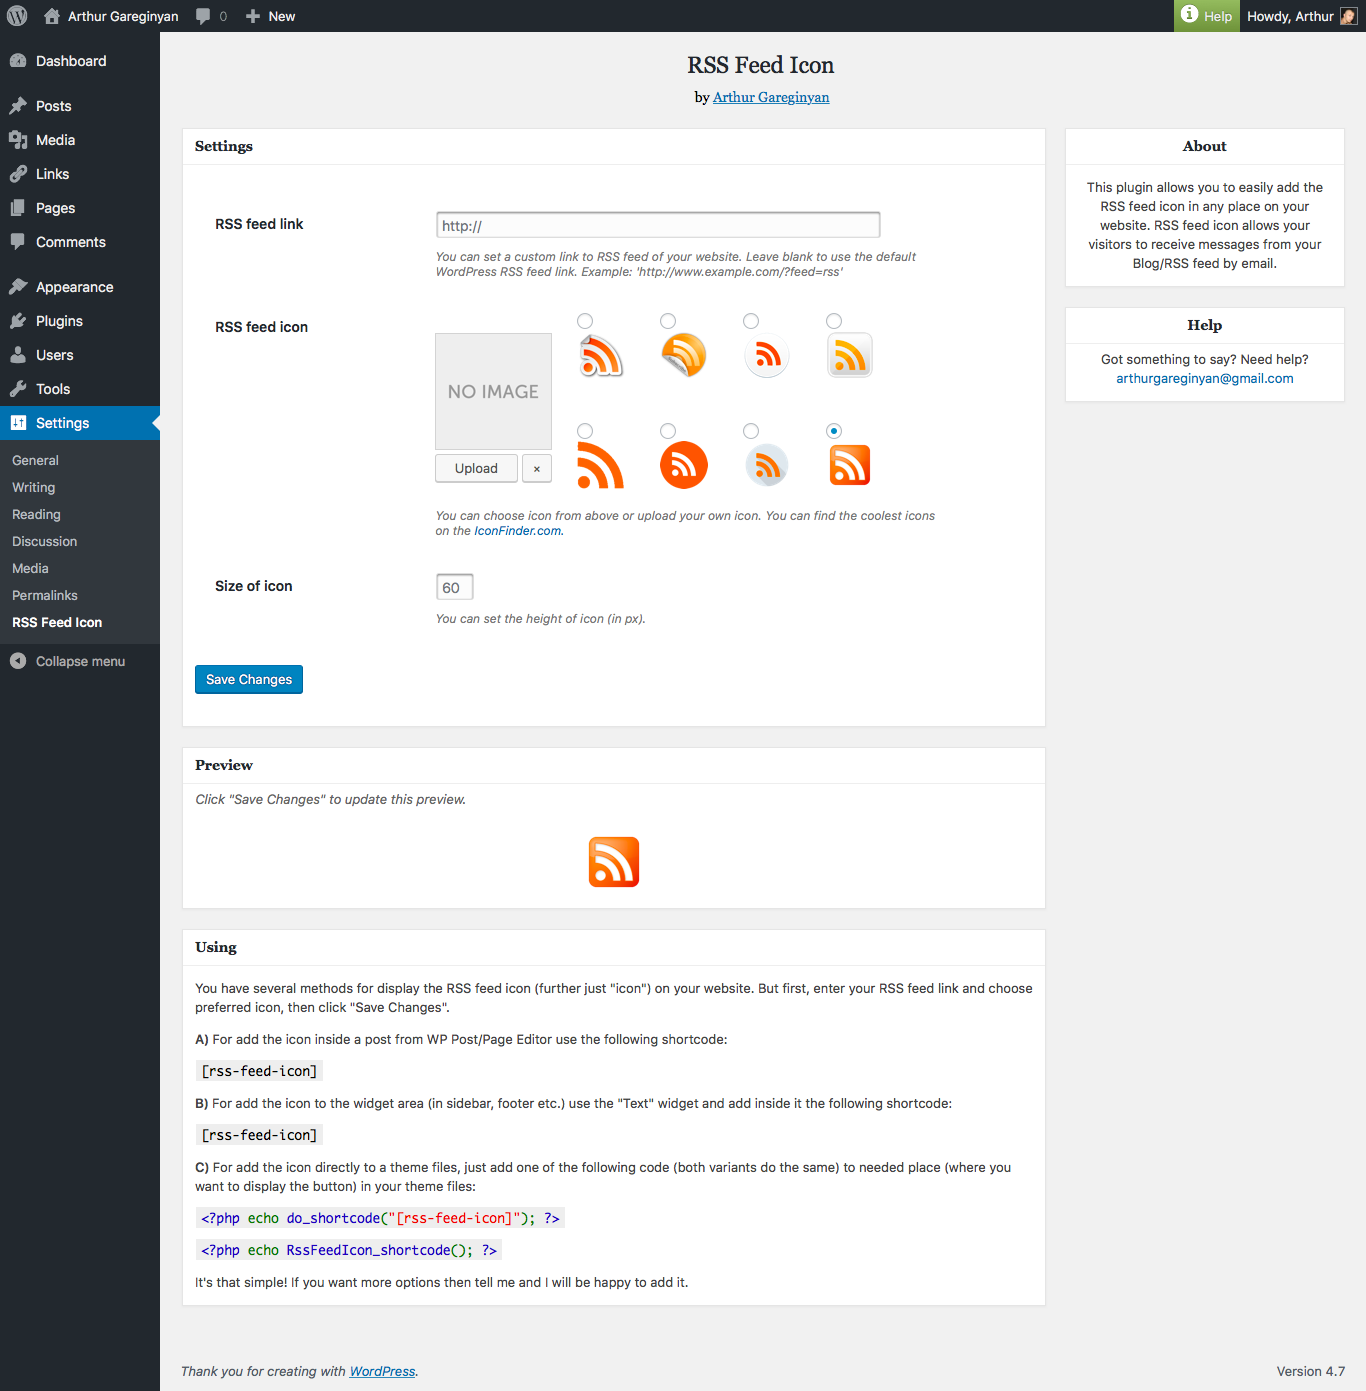 Arthur Gareginyan 0 New Help Howdy, Arthur
Dashboard
Posts
Media
Links
Pages
Comments
Appearance
Plugins
Users
Tools
Settings
General
Writing
Reading
Discussion
Media
Permalinks
RSS Feed Icon
Collapse menu
RSS Feed Icon
by Arthur Gareginyan
Settings
RSS feed link
http://
You can set a custom link to RSS feed of your website. Leave blank to use the default
WordPress RSS feed link. Example: 'http://www.example.com/?feed=rss'
RSS feed icon
NO IMAGE
Upload ×
You can choose icon from above or upload your own icon. You can find the coolest icons
on the IconFinder.com.
Size of icon
60
You can set the height of icon (in px).
Save Changes
Preview
Click "Save Changes" to update this preview.
Using
You have several methods for display the RSS feed icon (further just "icon") on your website. But first, enter your RSS feed link and choose
preferred icon, then click "Save Changes".
A) For add the icon inside a post from WP Post/Page Editor use the following shortcode:
[rss-feed-icon]
B) For add the icon to the widget area (in sidebar, footer etc.) use the "Text" widget and add inside it the following shortcode:
[rss-feed-icon]
C) For add the icon directly to a theme files, just add one of the following code (both variants do the same) to needed place (where you
want to display the button) in your theme files:
<?php echo do_shortcode("[rss-feed-icon]"); ?>
<?php echo RssFeedIcon_shortcode(); ?>
It's that simple! If you want more options then tell me and I will be happy to add it.
About
This plugin allows you to easily add the
RSS feed icon in any place on your
website. RSS feed icon allows your
visitors to receive messages from your
Blog/RSS feed by email.
Help
Got something to say? Need help?
arthurgareginyan@gmail.com
Thank you for creating with WordPress.
Version 4.7